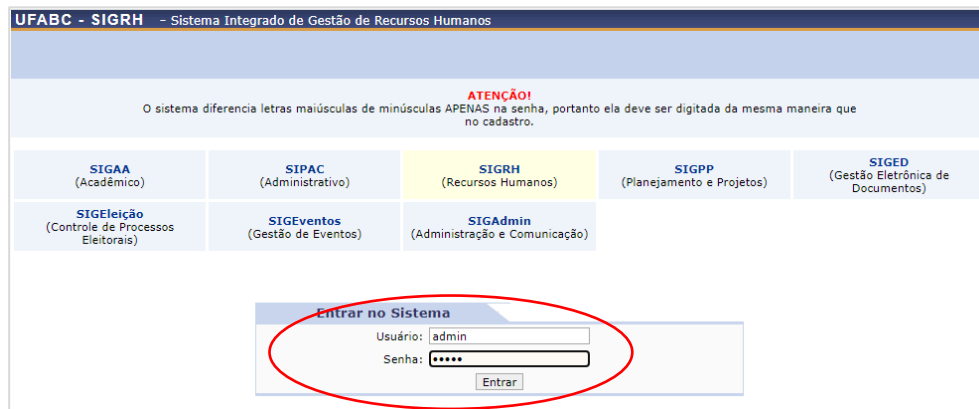 UFABC - SIGRH - Sistema Integrado de Gestão de Recursos Humanos
ATENÇÃO!
O sistema diferencia letras maiúsculas de minúsculas APENAS na senha, portanto ela deve ser digitada da mesma maneira que
no cadastro.
SIGAA
(Acadêmico)
SIPAC
(Administrativo)
SIGRH
(Recursos Humanos)
SIGPP
(Planejamento e Projetos)
SIGED
(Gestão Eletrônica de
Documentos)
SIGEleição
(Controle de Processos
Eleitorais)
SIGEventos
(Gestão de Eventos)
SIGAdmin
(Administração e Comunicação)
Entrar no Sistema
Usuário: admin
Senha: •••••
Entrar